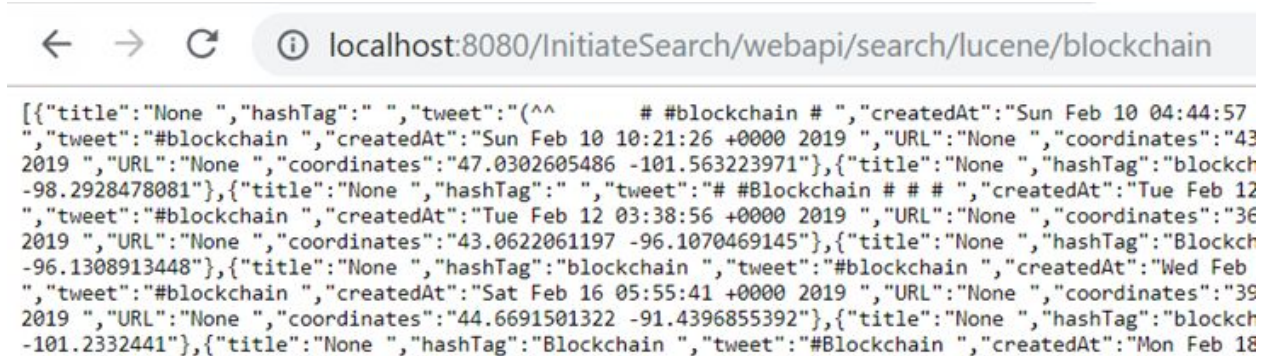 localhost:8080/InitiateSearch/webapi/search/lucene/blockchain
[{"title":"None ","hashTag":" ","tweet":"(^^      # #blockchain # ","createdAt":"Sun Feb 10 04:44:57
","tweet":"#blockchain ","createdAt":"Sun Feb 10 10:21:26 +0000 2019 ","URL":"None ","coordinates":"43
2019 ","URL":"None ","coordinates":"47.0302605486 -101.563223971"},{"title":"None ","hashTag":"blockch
-98.2928478081"},{"title":"None ","hashTag":" ","tweet":"# #Blockchain # # # ","createdAt":"Tue Feb 12
","tweet":"#blockchain ","createdAt":"Tue Feb 12 03:38:56 +0000 2019 ","URL":"None ","coordinates":"36
2019 ","URL":"None ","coordinates":"43.0622061197 -96.1070469145"},{"title":"None ","hashTag":"Blockch
-96.1308913448"},{"title":"None ","hashTag":"blockchain ","tweet":"#blockchain ","createdAt":"Wed Feb
","tweet":"#blockchain ","createdAt":"Sat Feb 16 05:55:41 +0000 2019 ","URL":"None ","coordinates":"39
2019 ","URL":"None ","coordinates":"44.6691501322 -91.4396855392"},{"title":"None ","hashTag":"blockch
-101.2332441"},{"title":"None ","hashTag":"Blockchain ","tweet":"#Blockchain ","createdAt":"Mon Feb 18